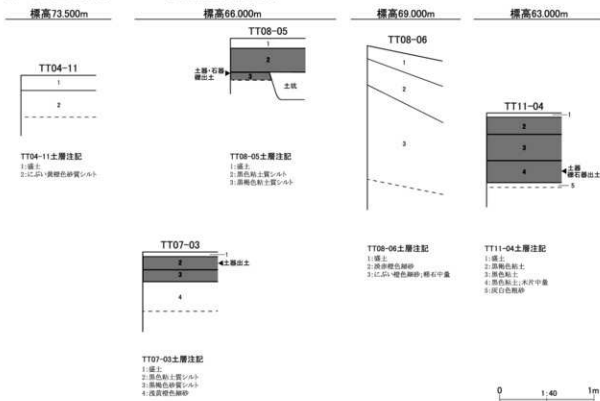 標高73.500m
標高66.000m
標高69.000m
標高63.000m
TT04-11
1
2
TT04-11土層注記
1:盛土
2:にぶい黄橙色砂質シルト
TT08-05
1
2
3
土器・石器
礫出土
土坑
TT08-05土層注記
1:盛土
2:黒色粘土質シルト
3:黒褐色粘土質シルト
TT07-03
1
2
3
4
土器出土
TT07-03土層注記
1:盛土
2:黒色粘土質シルト
3:黒褐色砂質シルト
4:浅黄橙色細砂
TT08-06
1
2
3
TT08-06土層注記
1:盛土
2:淡赤橙色細砂
3:にぶい橙色細砂;軽石中量
TT11-04
1
2
3
4
5
土器
礫石器出土
TT11-04土層注記
1:盛土
2:黒褐色粘土
3:黒色粘土
4:黒色粘土;木片中量
5:灰白色粗砂
0 1:40 1m